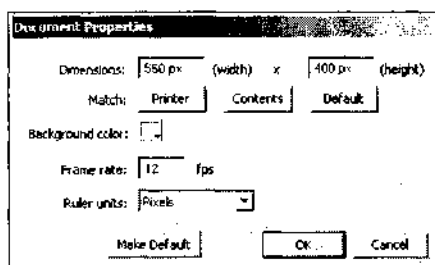 Document Properties
Dimensions: 550 px (width) x 400 px (height)
Match: Printer Contents Default
Background color:
Frame rate: 12 fps
Ruler units: Pixels
Make Default OK Cancel